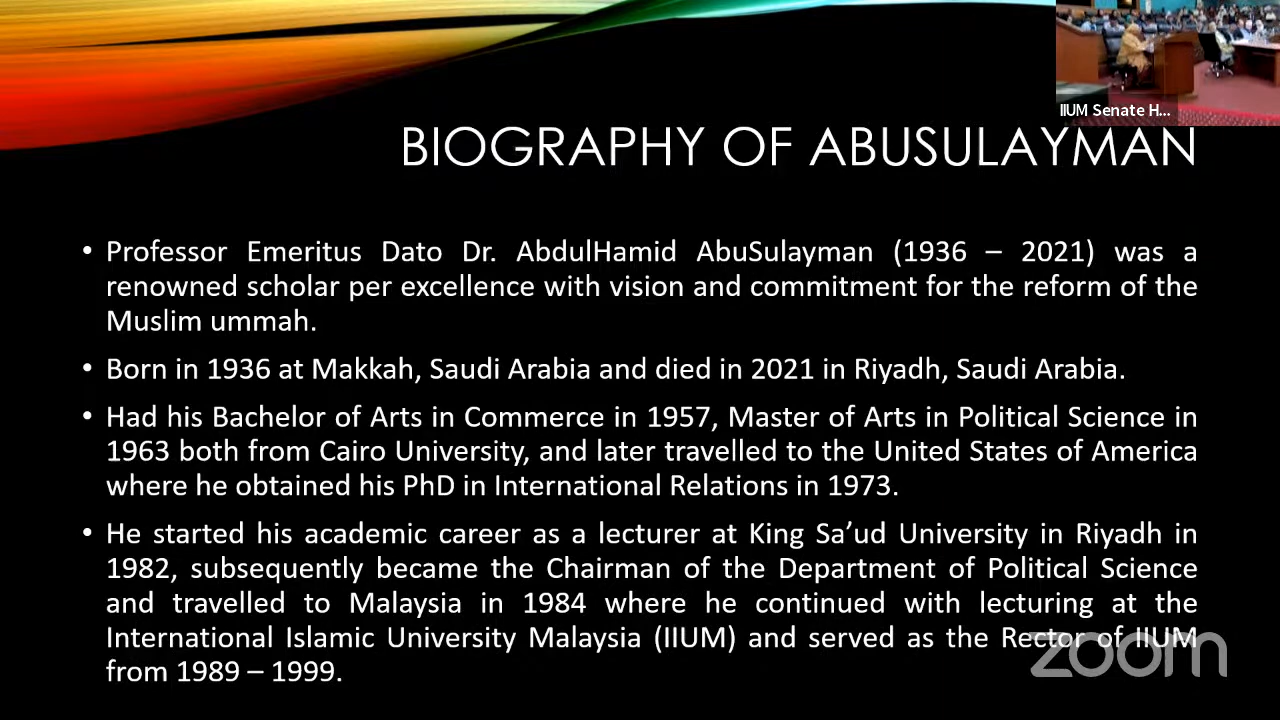 IIUM Senate H...
BIOGRAPHY OF ABUSULAYMAN
• Professor Emeritus Dato Dr. AbdulHamid AbuSulayman (1936 – 2021) was a
renowned scholar per excellence with vision and commitment for the reform of the
Muslim ummah.
• Born in 1936 at Makkah, Saudi Arabia and died in 2021 in Riyadh, Saudi Arabia.
• Had his Bachelor of Arts in Commerce in 1957, Master of Arts in Political Science in
1963 both from Cairo University, and later travelled to the United States of America
where he obtained his PhD in International Relations in 1973.
• He started his academic career as a lecturer at King Sa’ud University in Riyadh in
1982, subsequently became the Chairman of the Department of Political Science
and travelled to Malaysia in 1984 where he continued with lecturing at the
International Islamic University Malaysia (IIUM) and served as the Rector of IIUM
from 1989 – 1999.
zoom